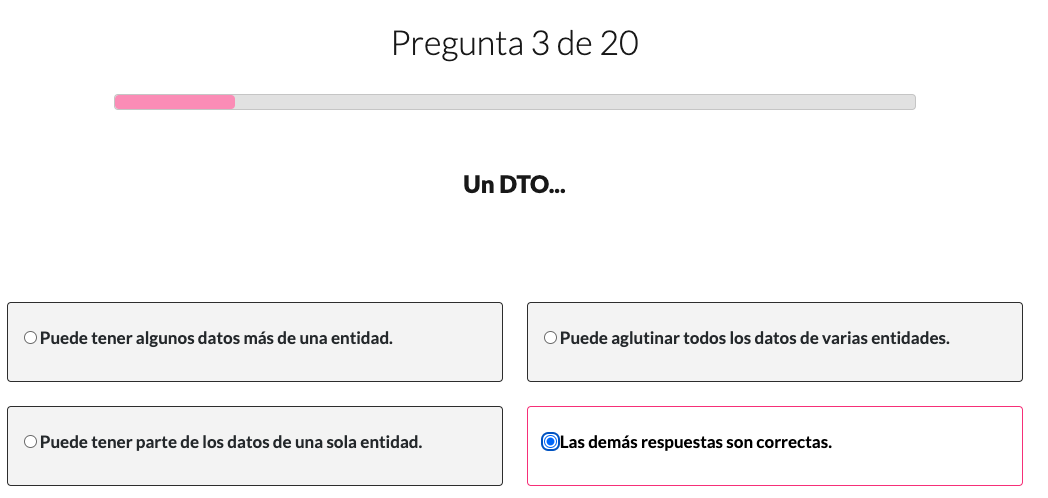 Pregunta 3 de 20
Un DTO...
Puede tener algunos datos más de una entidad.
Puede aglutinar todos los datos de varias entidades.
Puede tener parte de los datos de una sola entidad.
Las demás respuestas son correctas.